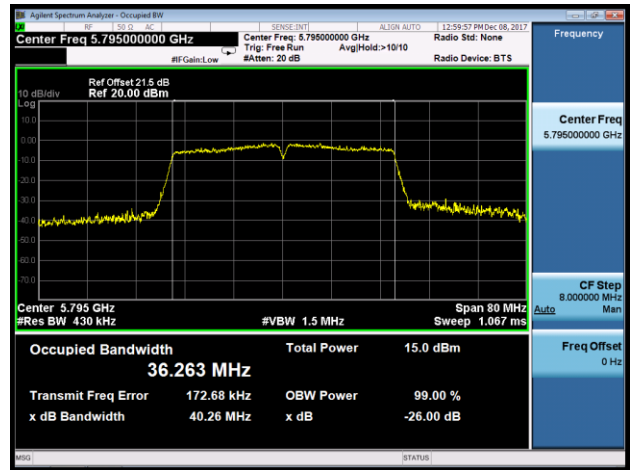 Agilent Spectrum Analyzer - Occupied BW
RF 50 Ω AC SENSE:INT ALIGN AUTO 12:59:57 PM Dec 08, 2017
Center Freq 5.795000000 GHz
Center Freq: 5.795000000 GHz
Radio Std: None
Trig: Free Run Avg|Hold:>10/10
#IFGain:Low #Atten: 20 dB Radio Device: BTS
Frequency
Ref Offset 21.5 dB
10 dB/div Ref 20.00 dBm
Log
10.0
0.00
-10.0
-20.0
-30.0
-40.0
-50.0
-60.0
-70.0
Center 5.795 GHz Span 80 MHz
#Res BW 430 kHz #VBW 1.5 MHz Sweep 1.067 ms
Center Freq
5.795000000 GHz
CF Step
8.000000 MHz
Auto Man
Freq Offset
0 Hz
Occupied Bandwidth Total Power 15.0 dBm
36.263 MHz
Transmit Freq Error 172.68 kHz OBW Power 99.00 %
x dB Bandwidth 40.26 MHz x dB -26.00 dB
MSG STATUS